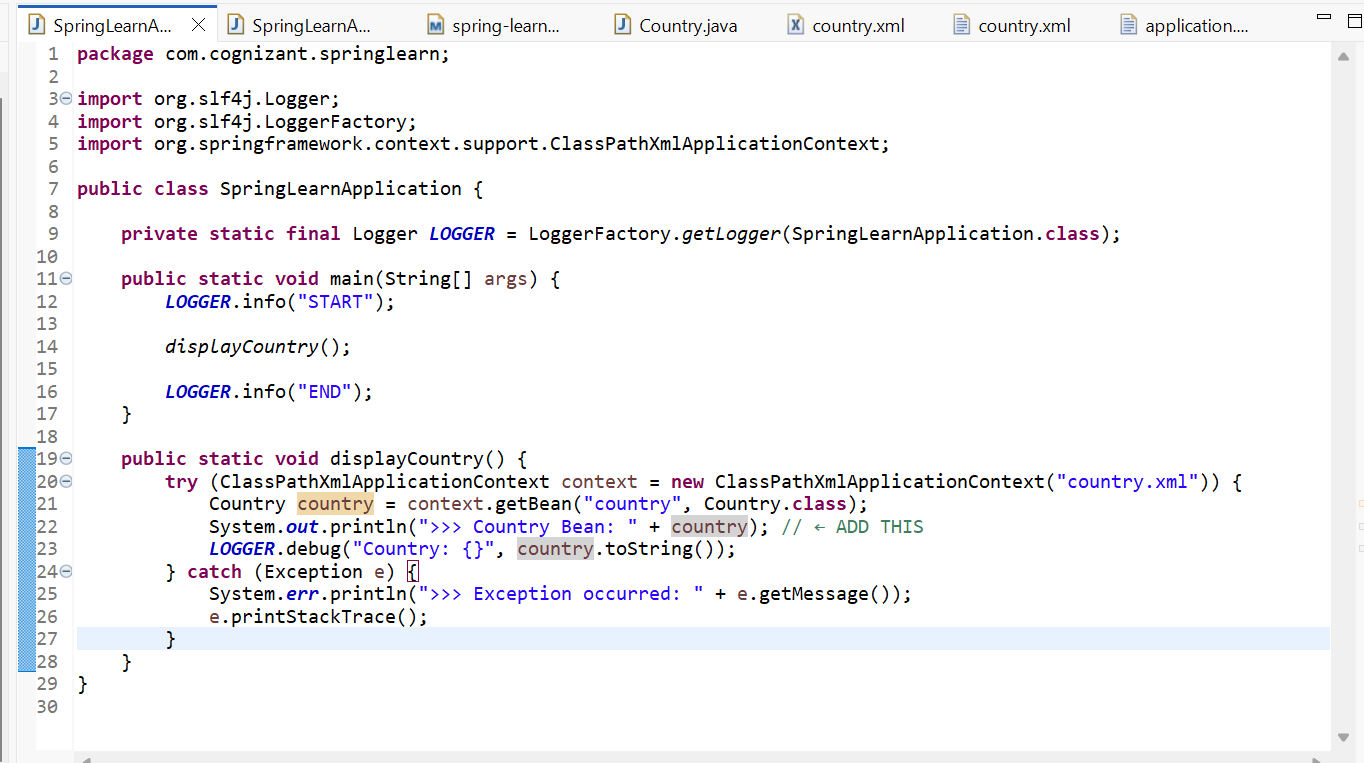 SpringLearnA... SpringLearnA... spring-learn... Country.java country.xml country.xml application....
1 package com.cognizant.springlearn;
2
3 import org.slf4j.Logger;
4 import org.slf4j.LoggerFactory;
5 import org.springframework.context.support.ClassPathXmlApplicationContext;
6
7 public class SpringLearnApplication {
8
9     private static final Logger LOGGER = LoggerFactory.getLogger(SpringLearnApplication.class);
10
11     public static void main(String[] args) {
12         LOGGER.info("START");
13
14         displayCountry();
15
16         LOGGER.info("END");
17     }
18
19     public static void displayCountry() {
20         try (ClassPathXmlApplicationContext context = new ClassPathXmlApplicationContext("country.xml")) {
21             Country country = context.getBean("country", Country.class);
22             System.out.println(">>> Country Bean: " + country); // ← ADD THIS
23             LOGGER.debug("Country: {}", country.toString());
24         } catch (Exception e) {
25             System.err.println(">>> Exception occurred: " + e.getMessage());
26             e.printStackTrace();
27         }
28     }
29 }
30